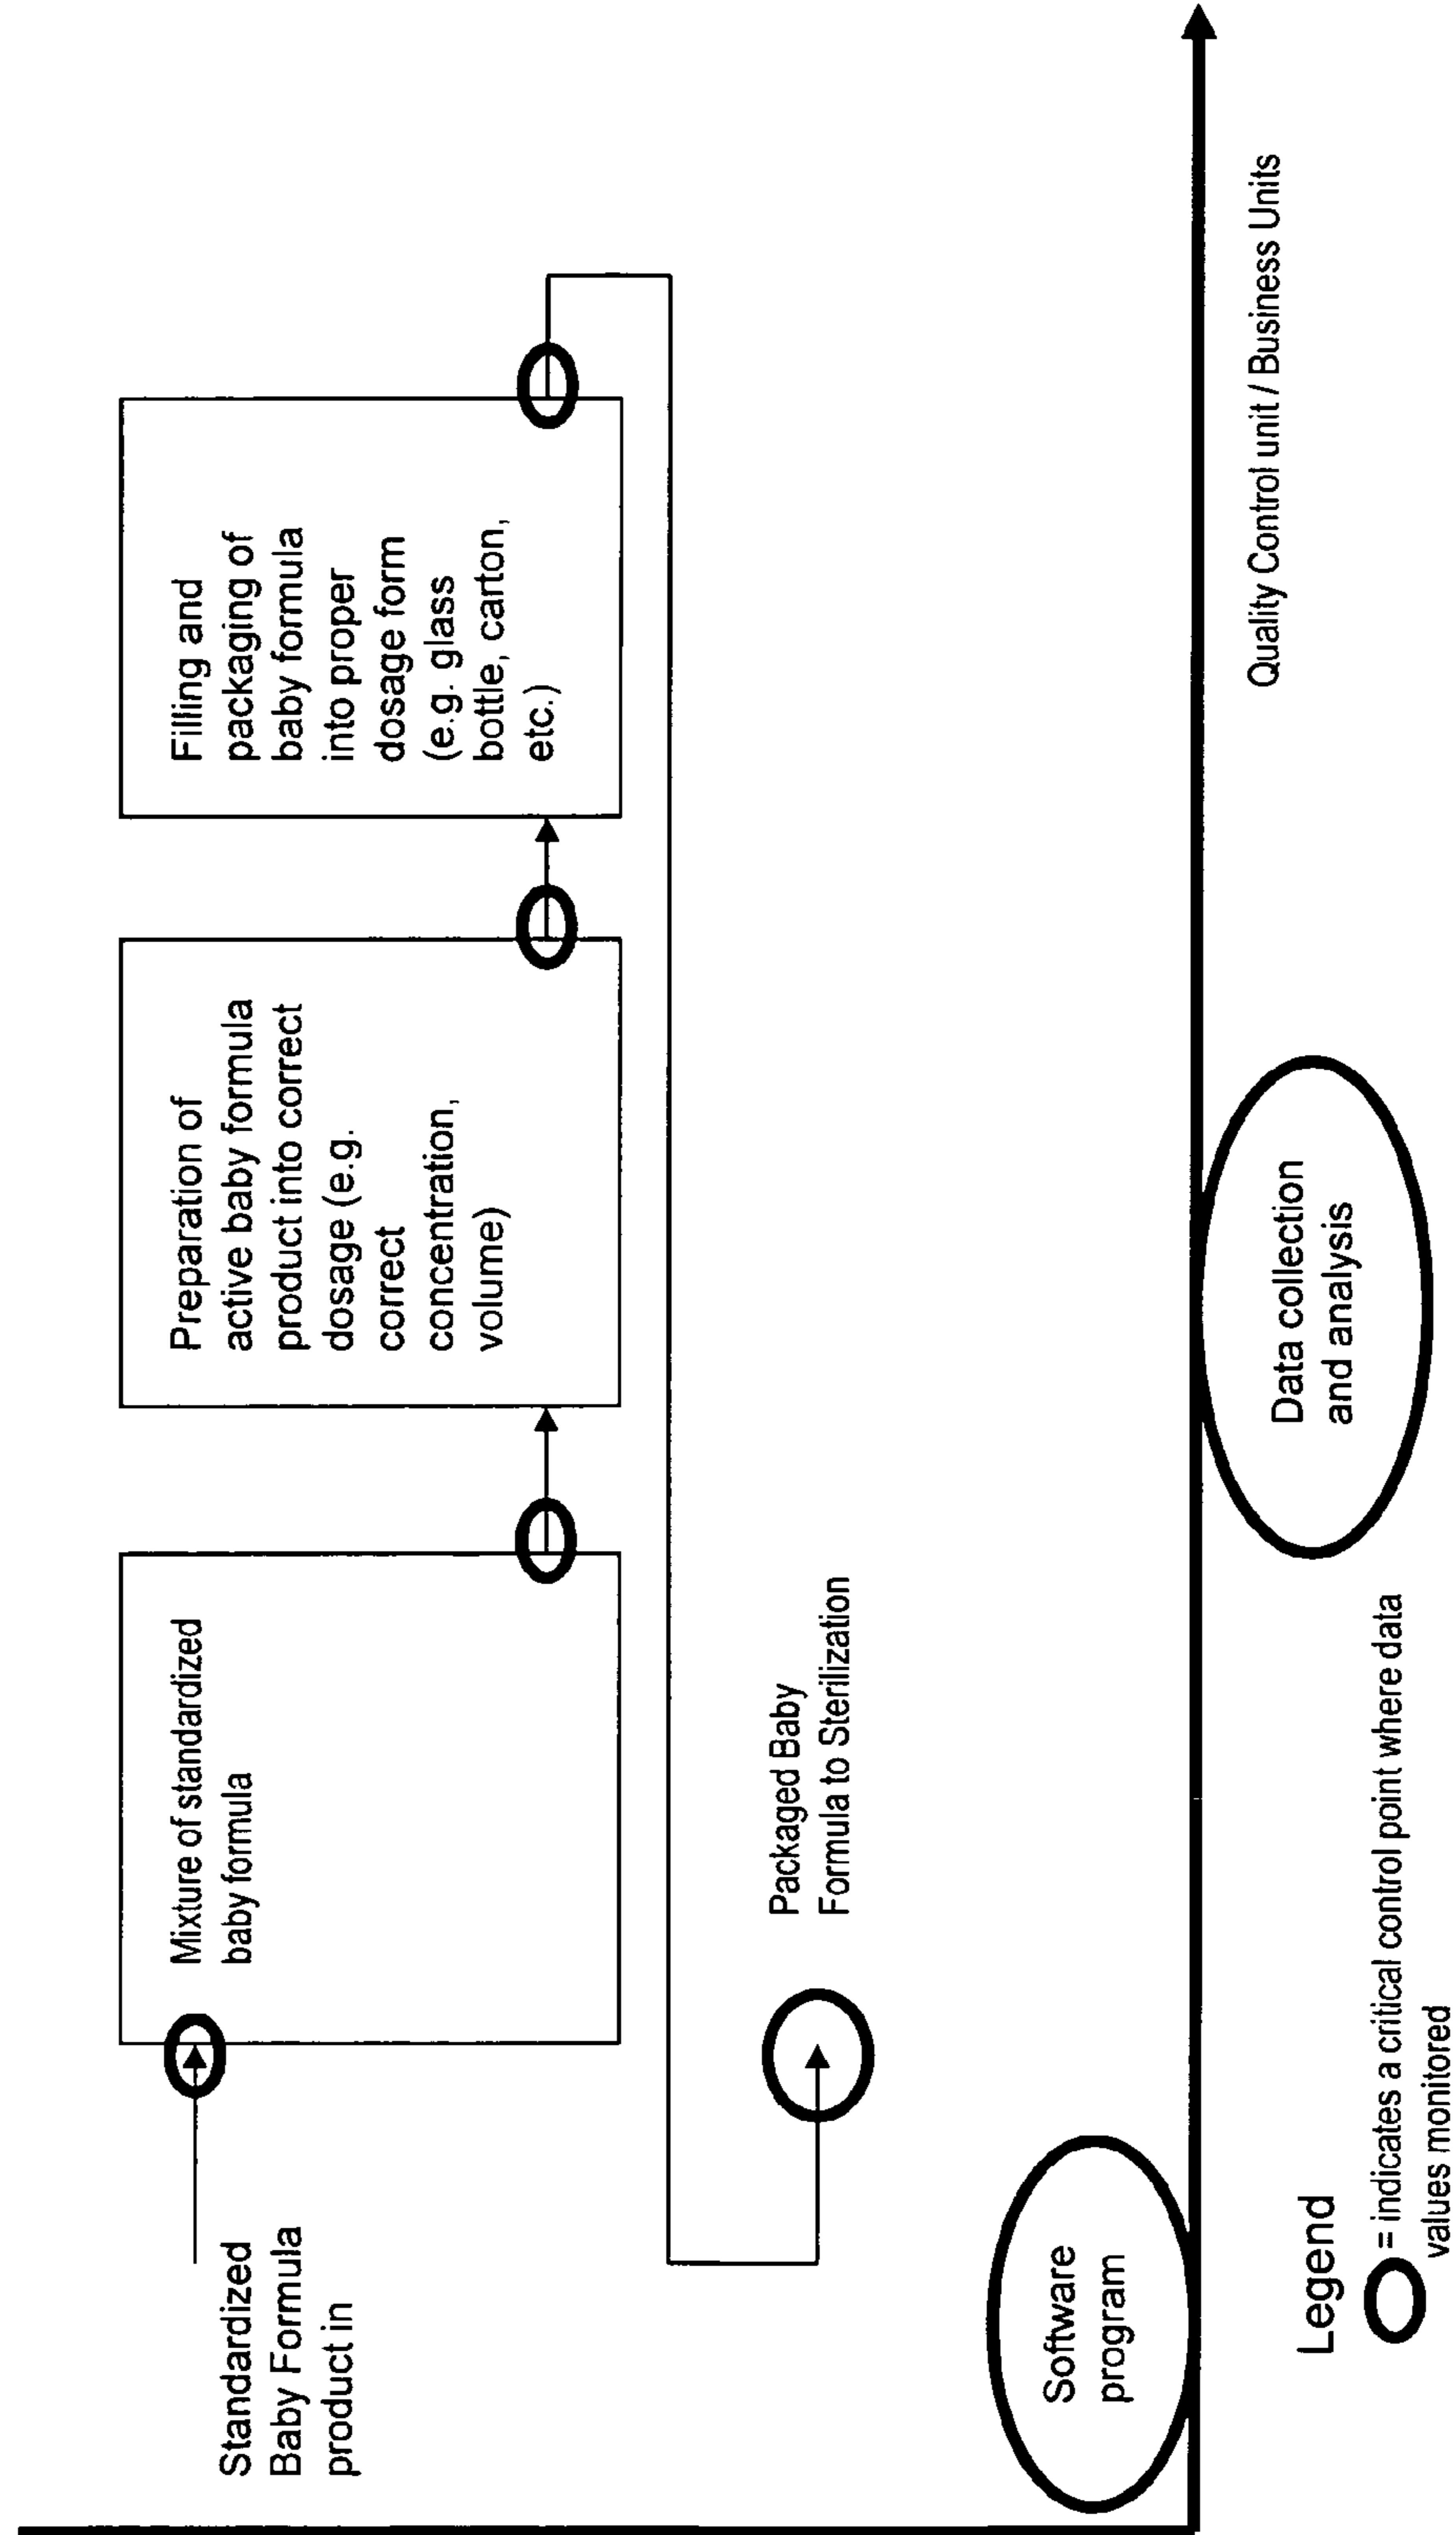 Standardized
Baby Formula
product in
Mixture of standardized
baby formula
Preparation of
active baby formula
product into correct
dosage (e.g.
correct
concentration,
volume)
Filling and
packaging of
baby formula
into proper
dosage form
(e.g. glass
bottle, carton,
etc.)
Packaged Baby
Formula to Sterilization
Software
program
Data collection
and analysis
Quality Control unit / Business Units
Legend
= indicates a critical control point where data
values monitored